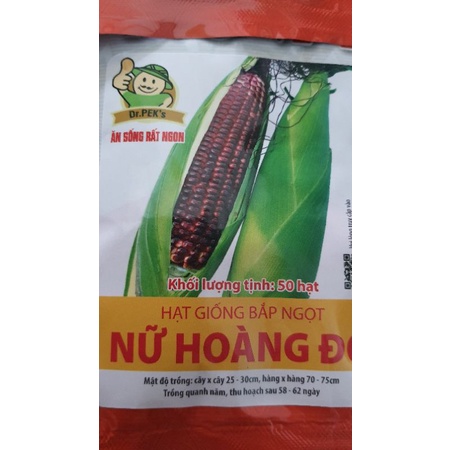 Dr.PEK's
ĂN SỐNG RẤT NGON
Khối lượng tịnh: 50 hạt
HẠT GIỐNG BẮP NGỌT
NỮ HOÀNG ĐỎ
Mật độ trồng: cây x cây 25 - 30cm, hàng x hàng 70 - 75cm
Trồng quanh năm, thu hoạch sau 58 - 62 ngày